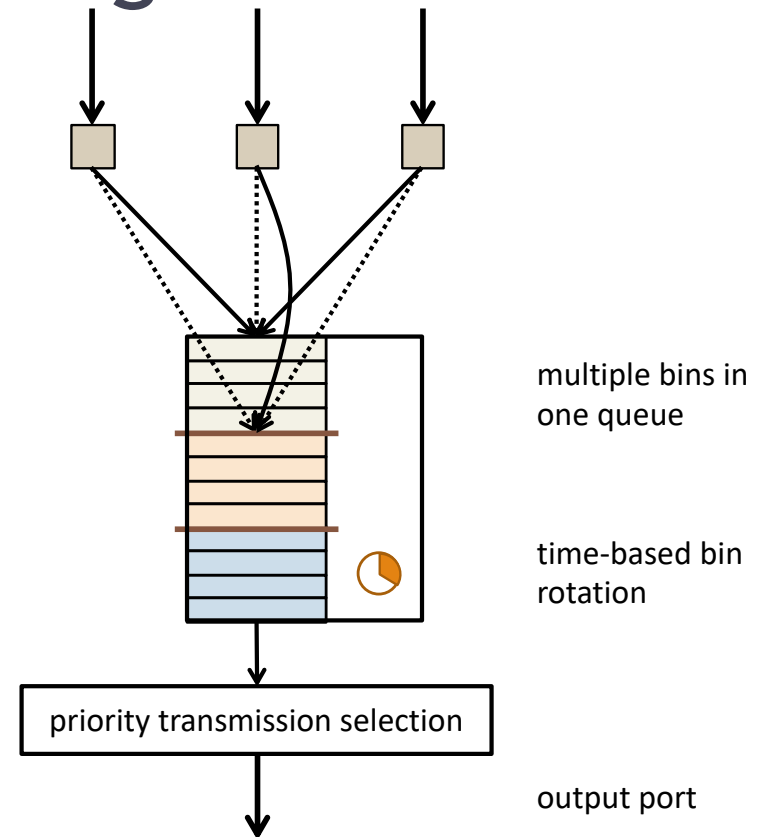 multiple bins in
one queue
time-based bin
rotation
priority transmission selection
output port